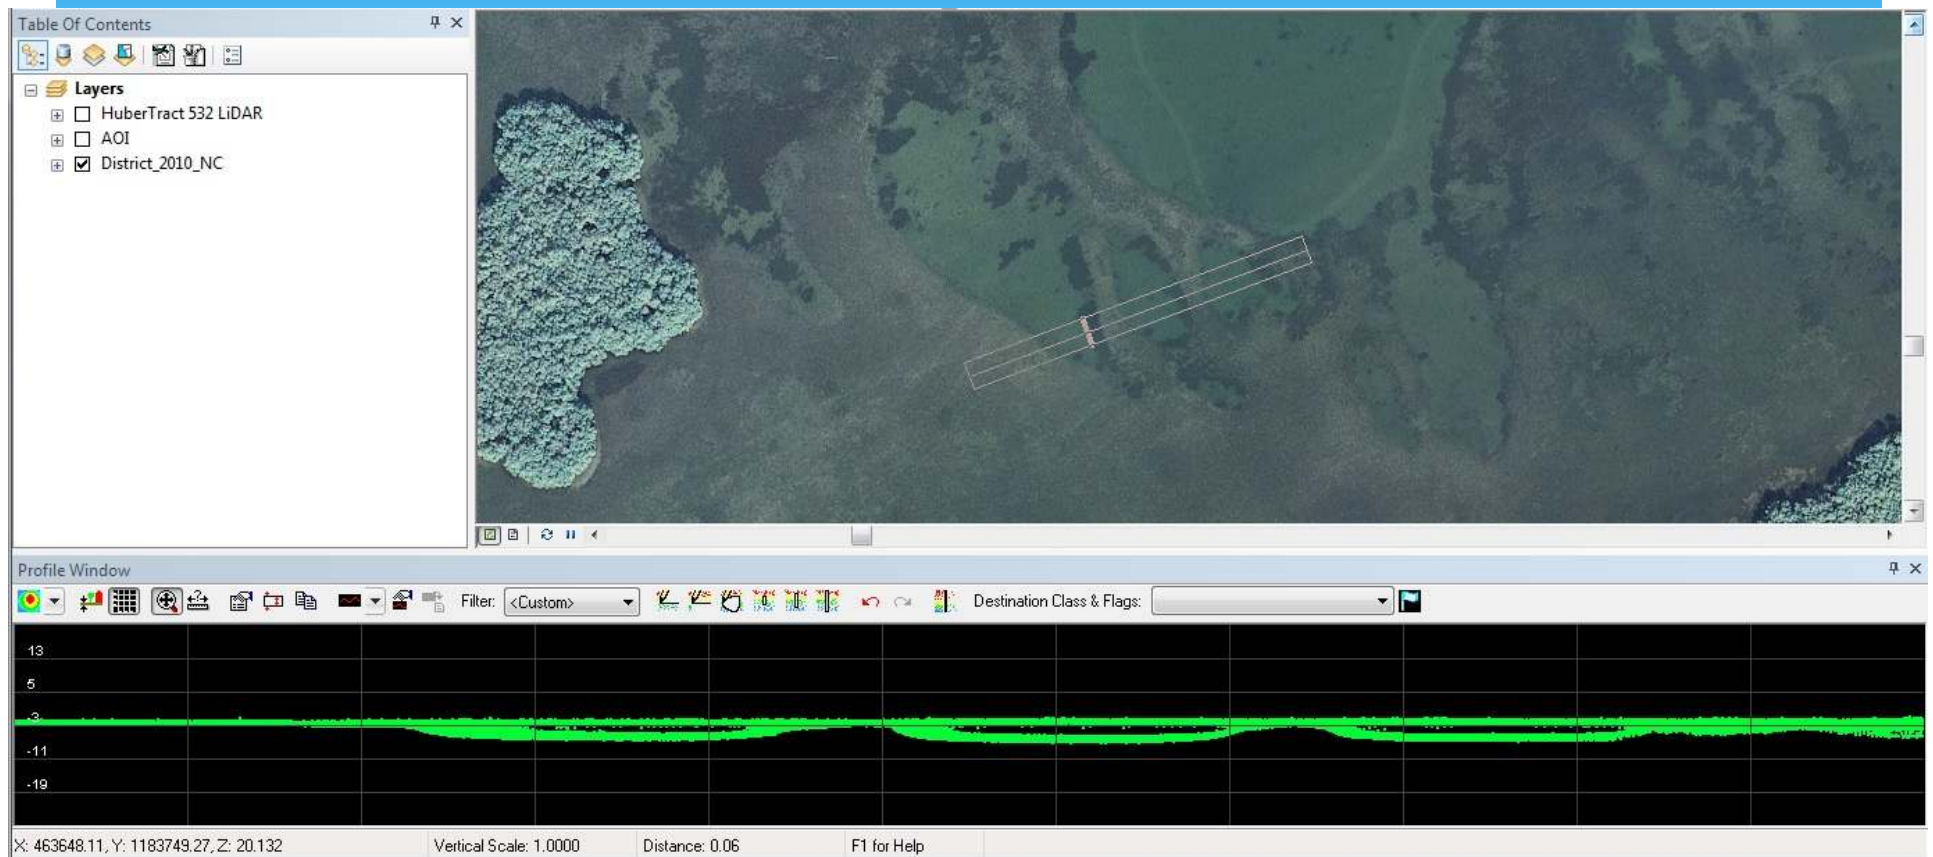 Table Of Contents
Layers
HuberTract 532 LiDAR
AOI
District_2010_NC
Profile Window
Filter: <Custom>
Destination Class & Flags:
13
5
-3
-11
-19
X: 463648.11, Y: 1183749.27, Z: 20.132
Vertical Scale: 1.0000
Distance: 0.06
F1 for Help